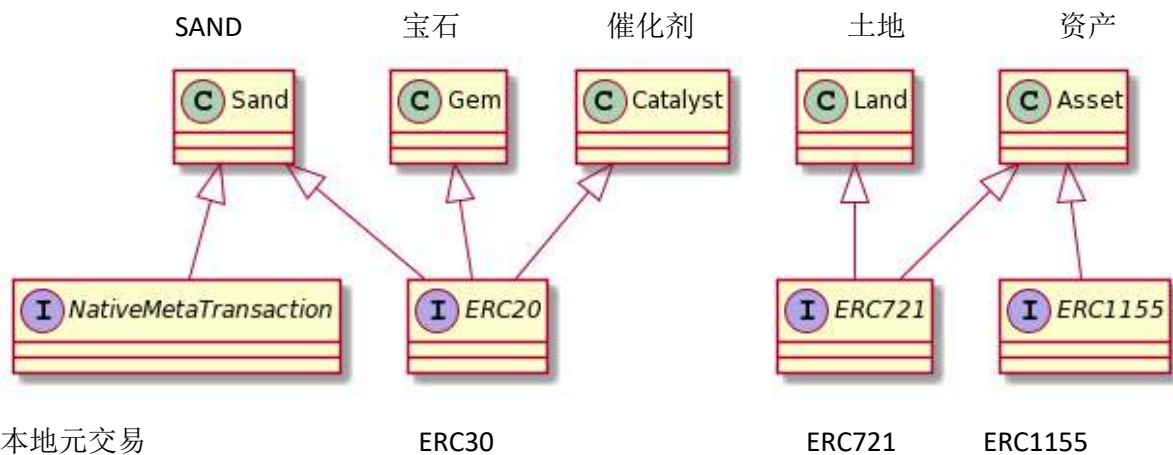 SAND 宝石 催化剂 土地 资产
C Sand C Gem C Catalyst C Land C Asset
I NativeMetaTransaction I ERC20 I ERC721 I ERC1155
本地元交易 ERC30 ERC721 ERC1155